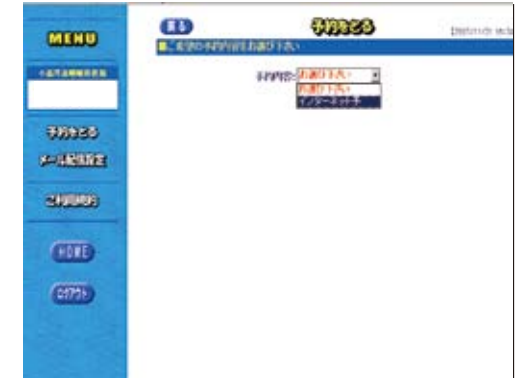 MENU
予約をとる
メール配信設定
ご利用規約
HOME
ログアウト
戻る
予約をとる
■ご希望の予約内容をお選び下さい
予約内容:お選び下さい
お選び下さい
インターネット予